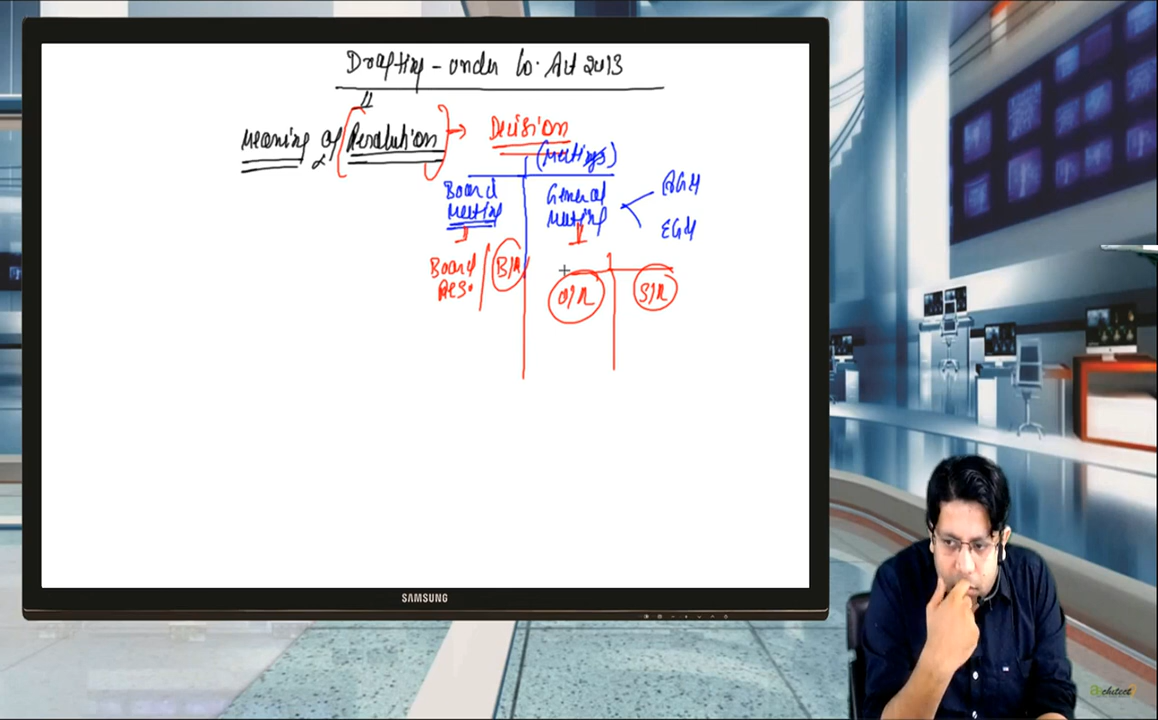 Drafting - under Co. Act 2013
Meaning of (Resolution) → Decision
(Meetings)
Board Meeting
General Meeting
AGM
EGM
Board Res.
B/R
O/R
S/R
SAMSUNG